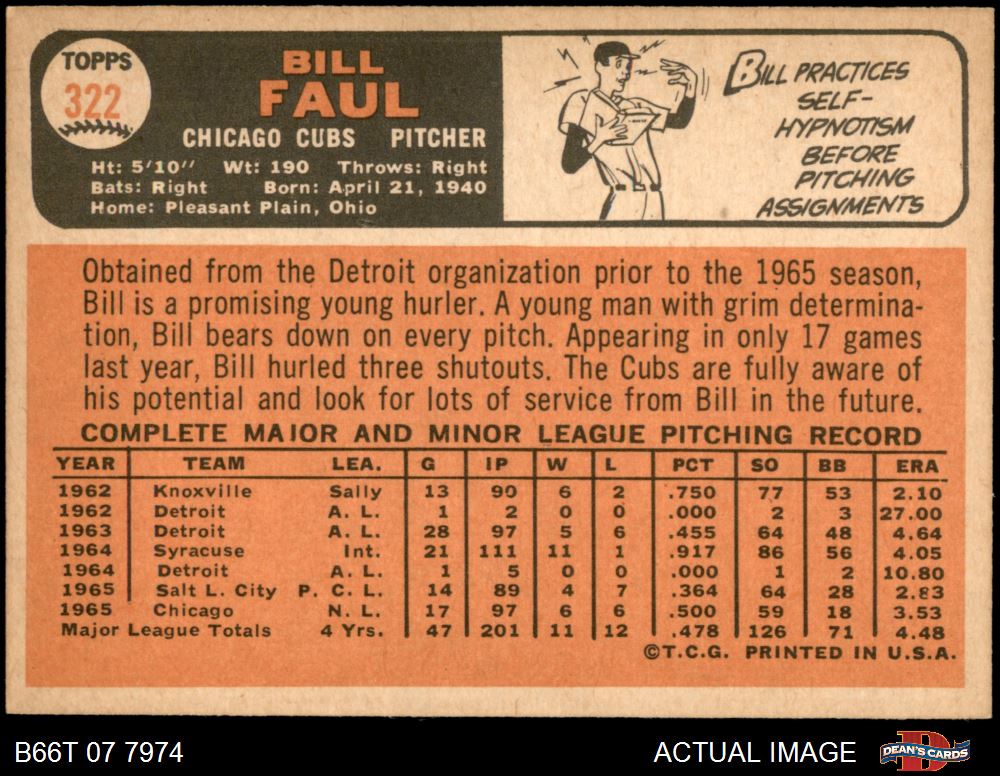 TOPPS
322
BILL
FAUL
CHICAGO CUBS PITCHER
Ht: 5'10'' Wt: 190 Throws: Right
Bats: Right Born: April 21, 1940
Home: Pleasant Plain, Ohio
BILL PRACTICES
SELF-
HYPNOTISM
BEFORE
PITCHING
ASSIGNMENTS
Obtained from the Detroit organization prior to the 1965 season,
Bill is a promising young hurler. A young man with grim determina-
tion, Bill bears down on every pitch. Appearing in only 17 games
last year, Bill hurled three shutouts. The Cubs are fully aware of
his potential and look for lots of service from Bill in the future.
COMPLETE MAJOR AND MINOR LEAGUE PITCHING RECORD
YEAR TEAM LEA. G IP W L PCT SO BB ERA
1962 Knoxville Sally 13 90 6 2 .750 77 53 2.10
1962 Detroit A. L. 1 2 0 0 .000 2 3 27.00
1963 Detroit A. L. 28 97 5 6 .455 64 48 4.64
1964 Syracuse Int. 21 111 11 1 .917 86 56 4.05
1964 Detroit A. L. 1 5 0 0 .000 1 2 10.80
1965 Salt L. City P. C. L. 14 89 4 7 .364 64 28 2.83
1965 Chicago N. L. 17 97 6 6 .500 59 18 3.53
Major League Totals 4 Yrs. 47 201 11 12 .478 126 71 4.48
©T.C.G. PRINTED IN U.S.A.
B66T 07 7974
ACTUAL IMAGE
D
DEAN'S CARDS